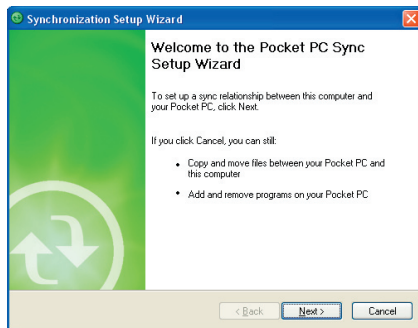 Synchronization Setup Wizard
Welcome to the Pocket PC Sync
Setup Wizard
To set up a sync relationship between this computer and
your Pocket PC, click Next.
If you click Cancel, you can still:
• Copy and move files between your Pocket PC and
this computer
• Add and remove programs on your Pocket PC
< Back Next > Cancel